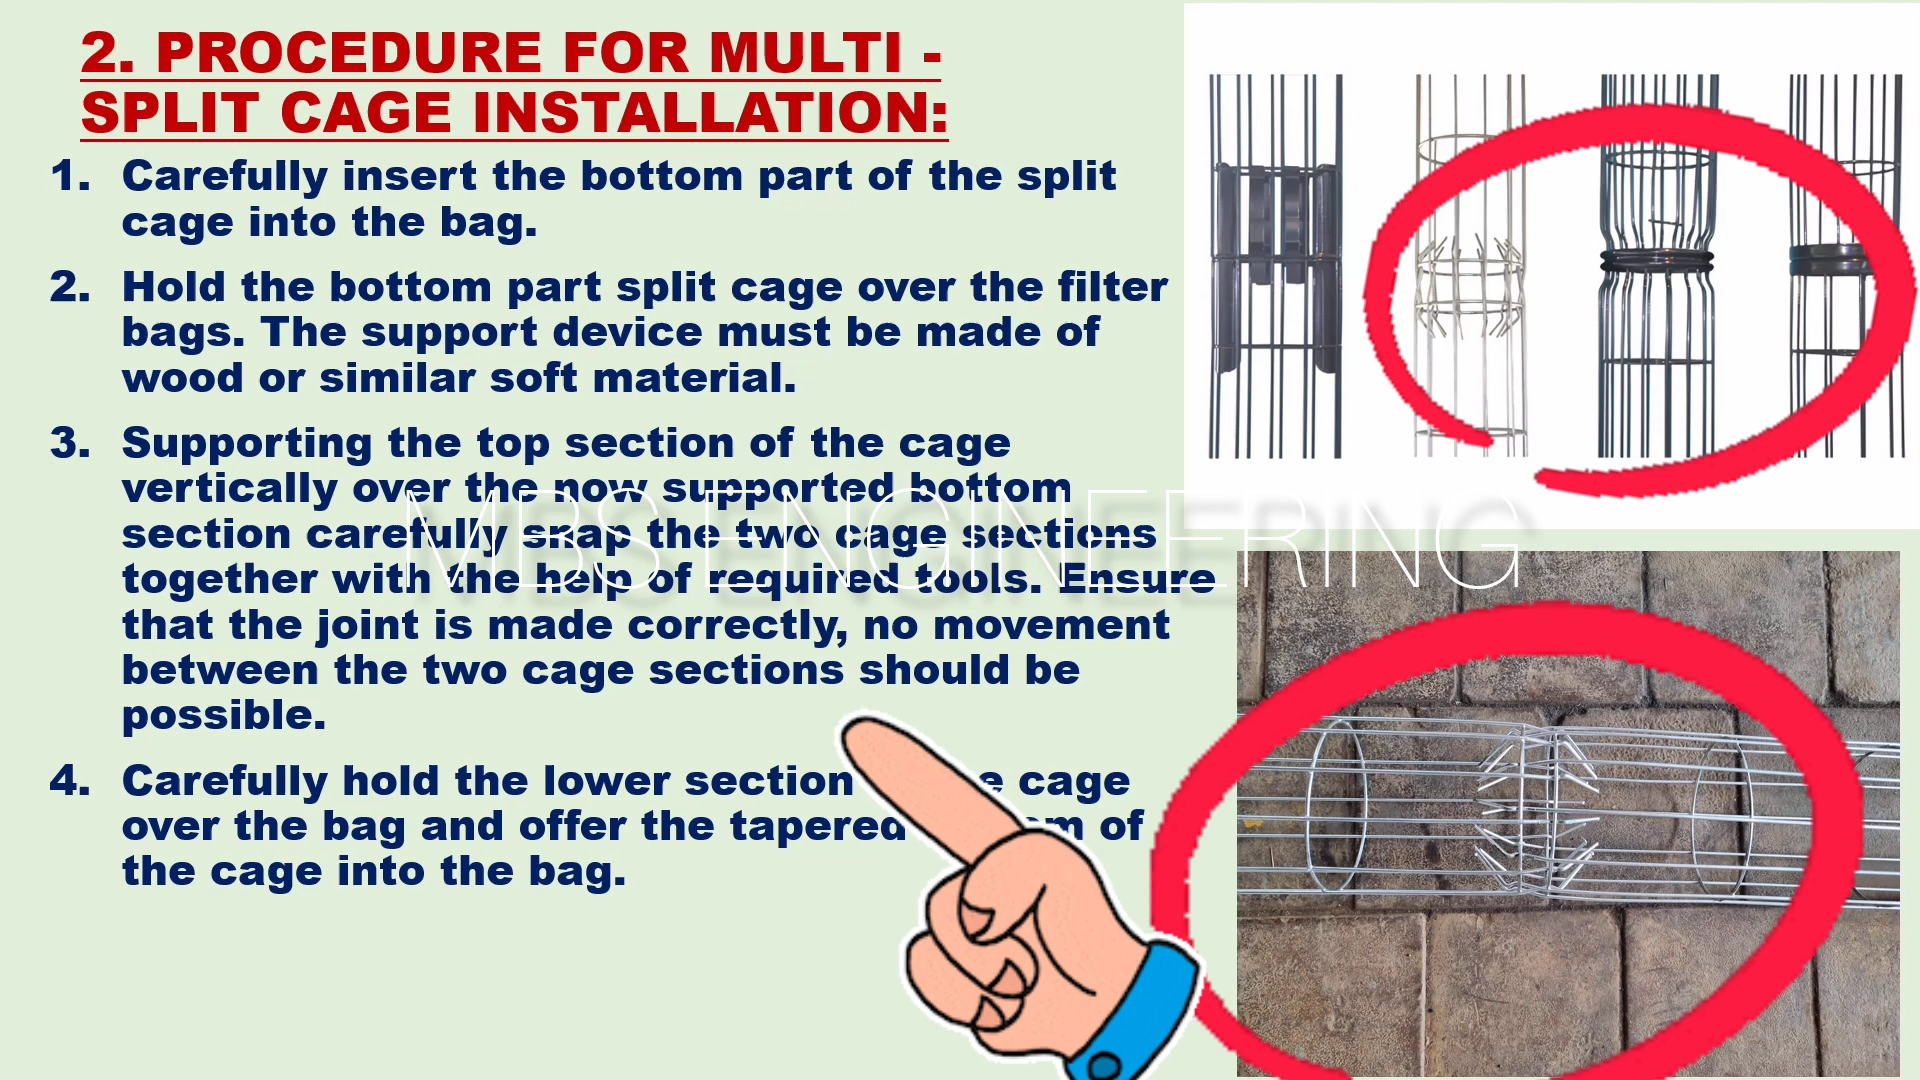 2. PROCEDURE FOR MULTI -
SPLIT CAGE INSTALLATION:
1. Carefully insert the bottom part of the split
cage into the bag.
2. Hold the bottom part split cage over the filter
bags. The support device must be made of
wood or similar soft material.
3. Supporting the top section of the cage
vertically over the now supported bottom
section carefully snap the two cage sections
together with the help of required tools. Ensure
that the joint is made correctly, no movement
between the two cage sections should be
possible.
4. Carefully hold the lower section cage
over the bag and offer the tapered of
the cage into the bag.
MBS ENGINEERING